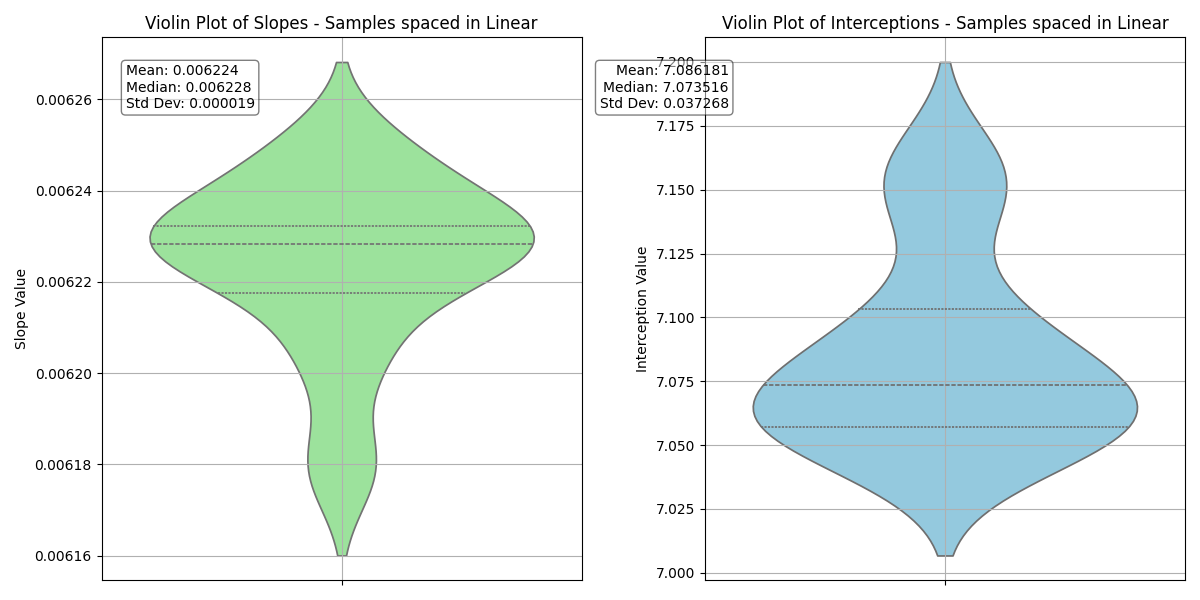 Violin Plot of Slopes - Samples spaced in Linear
Mean: 0.006224
Median: 0.006228
Std Dev: 0.000019
0.00626
0.00624
0.00622
0.00620
0.00618
0.00616
Slope Value
Violin Plot of Interceptions - Samples spaced in Linear
Mean: 7.086181
Median: 7.073516
Std Dev: 0.037268
7.200
7.175
7.150
7.125
7.100
7.075
7.050
7.025
7.000
Interception Value